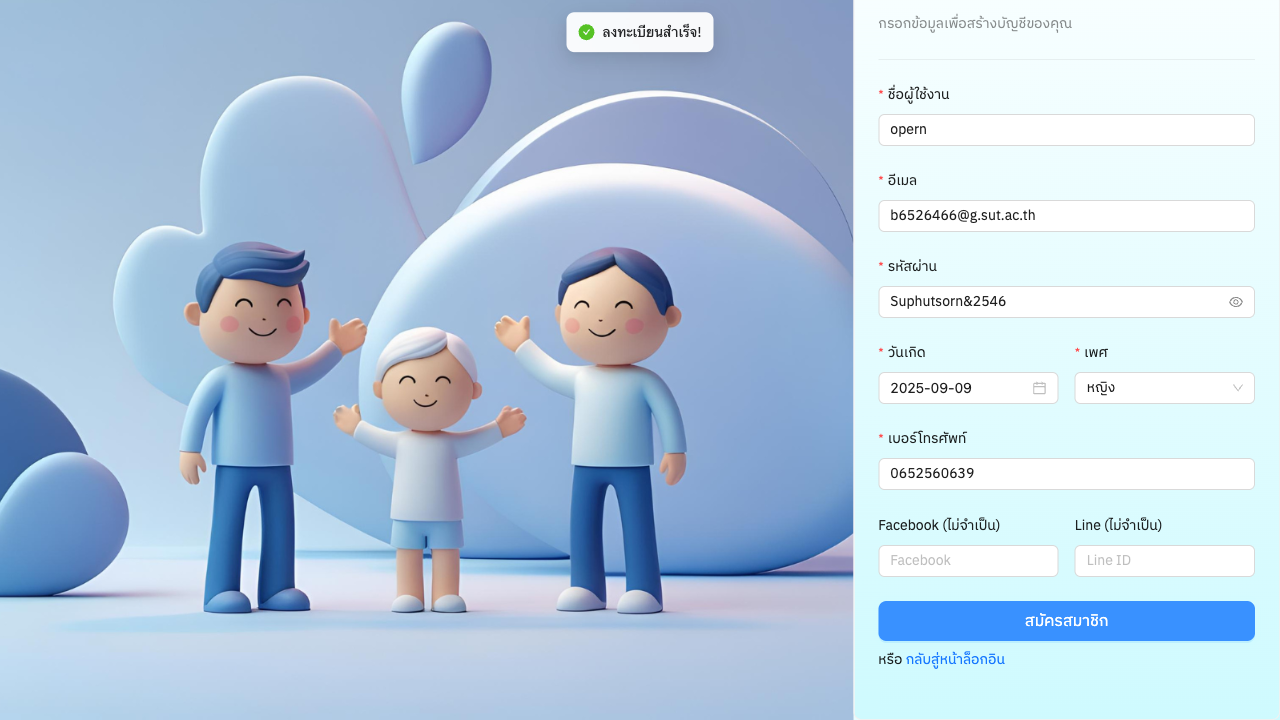 ลงทะเบียนสำเร็จ!
กรอกข้อมูลเพื่อสร้างบัญชีของคุณ
* ชื่อผู้ใช้งาน
opern
* อีเมล
b6526466@g.sut.ac.th
* รหัสผ่าน
Suphutsorn&2546
* วันเกิด
* เพศ
2025-09-09
หญิง
* เบอร์โทรศัพท์
0652560639
Facebook (ไม่จำเป็น)
Line (ไม่จำเป็น)
Facebook
Line ID
สมัครสมาชิก
หรือ กลับสู่หน้าล็อกอิน